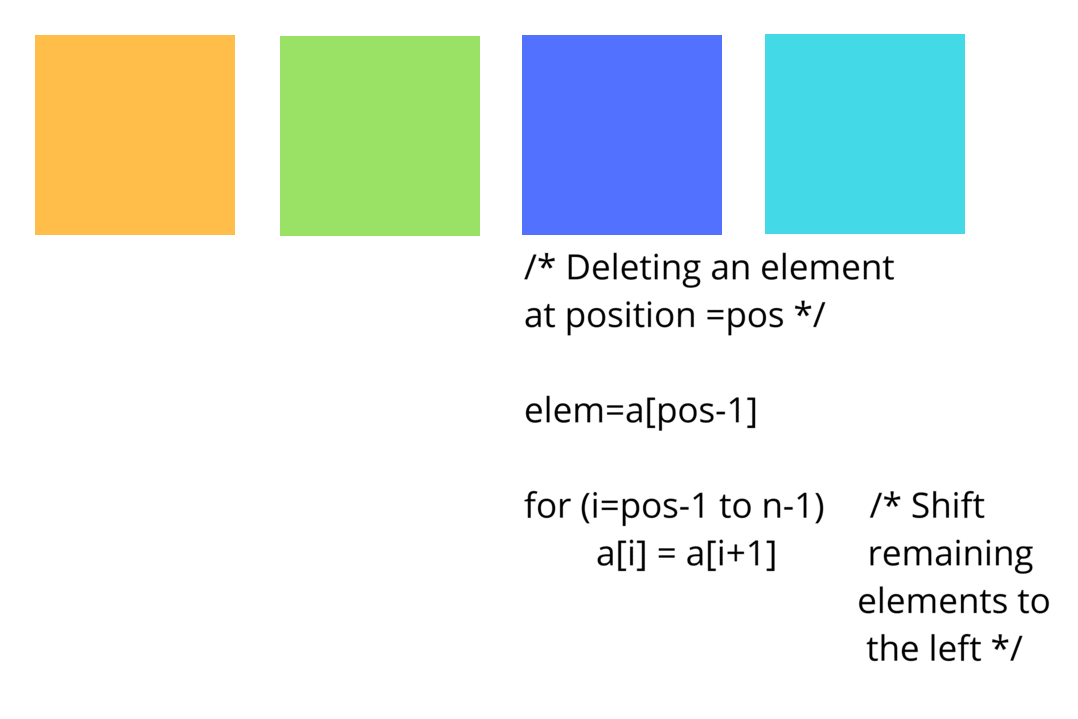 /* Deleting an element
at position =pos */
elem=a[pos-1]
for (i=pos-1 to n-1) /* Shift
a[i] = a[i+1] remaining
elements to
the left */